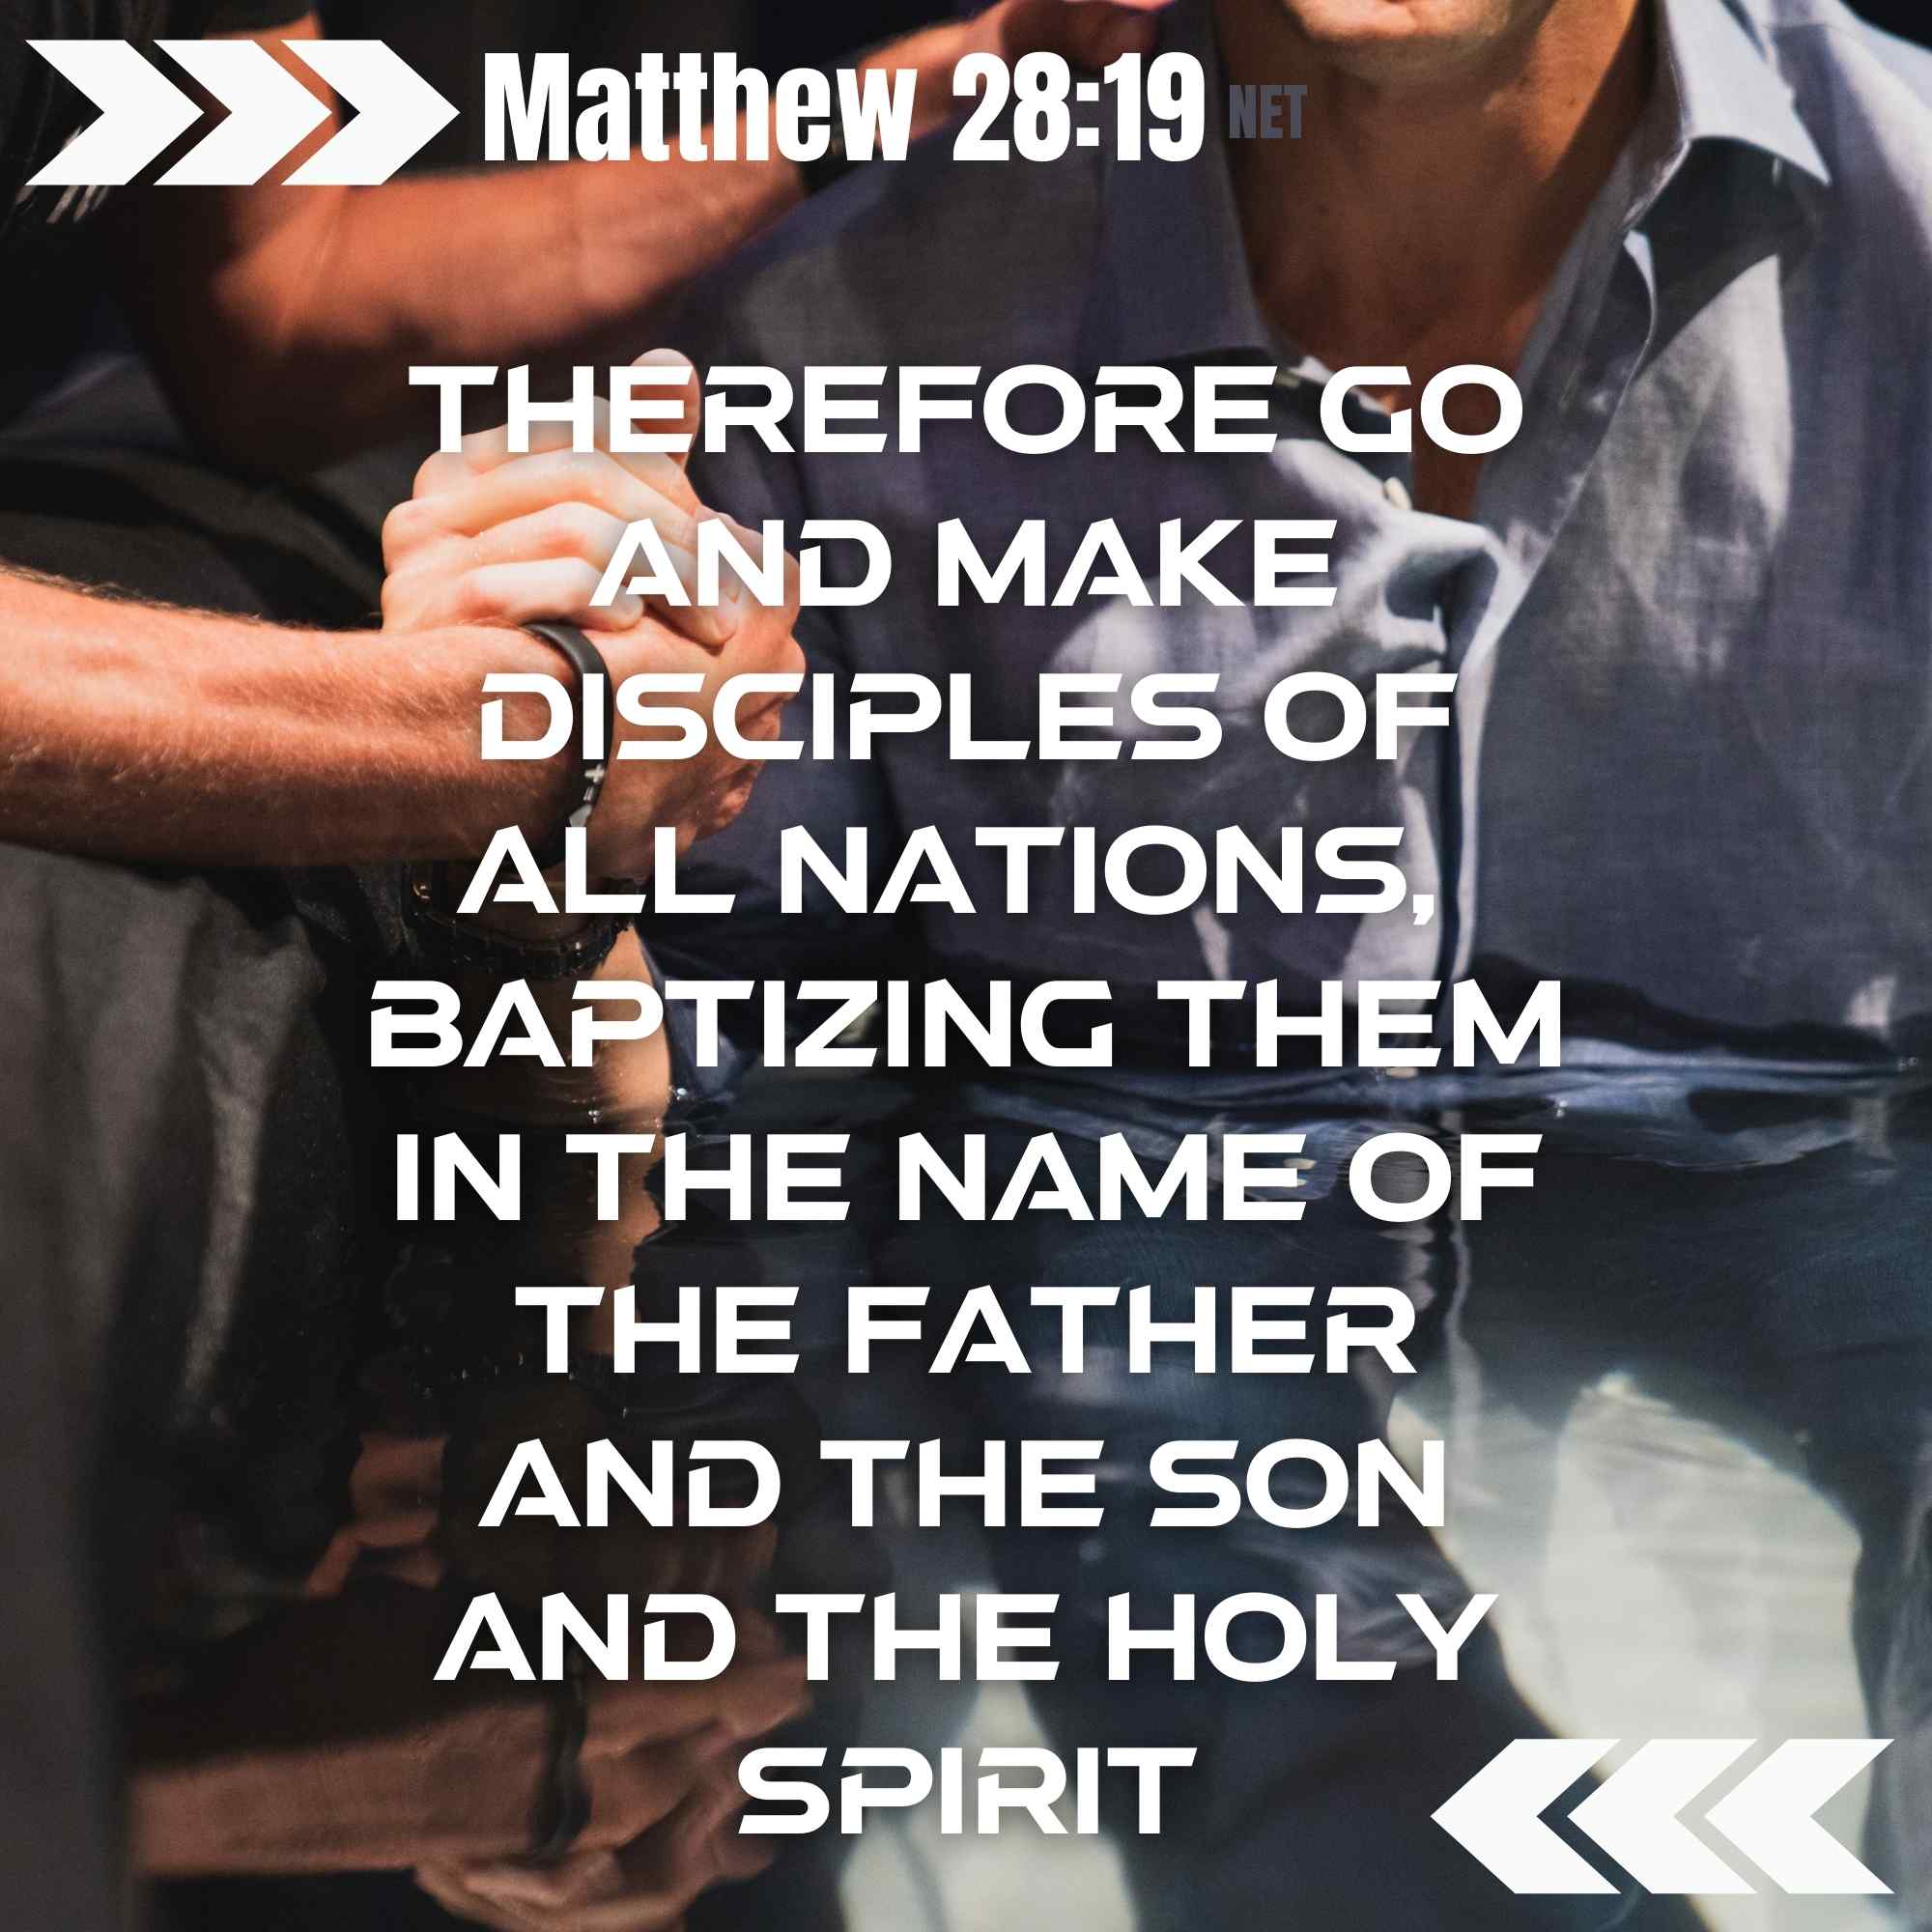 Matthew 28:19 NET
THEREFORE GO
AND MAKE
DISCIPLES OF
ALL NATIONS,
BAPTIZING THEM
IN THE NAME OF
THE FATHER
AND THE SON
AND THE HOLY
SPIRIT